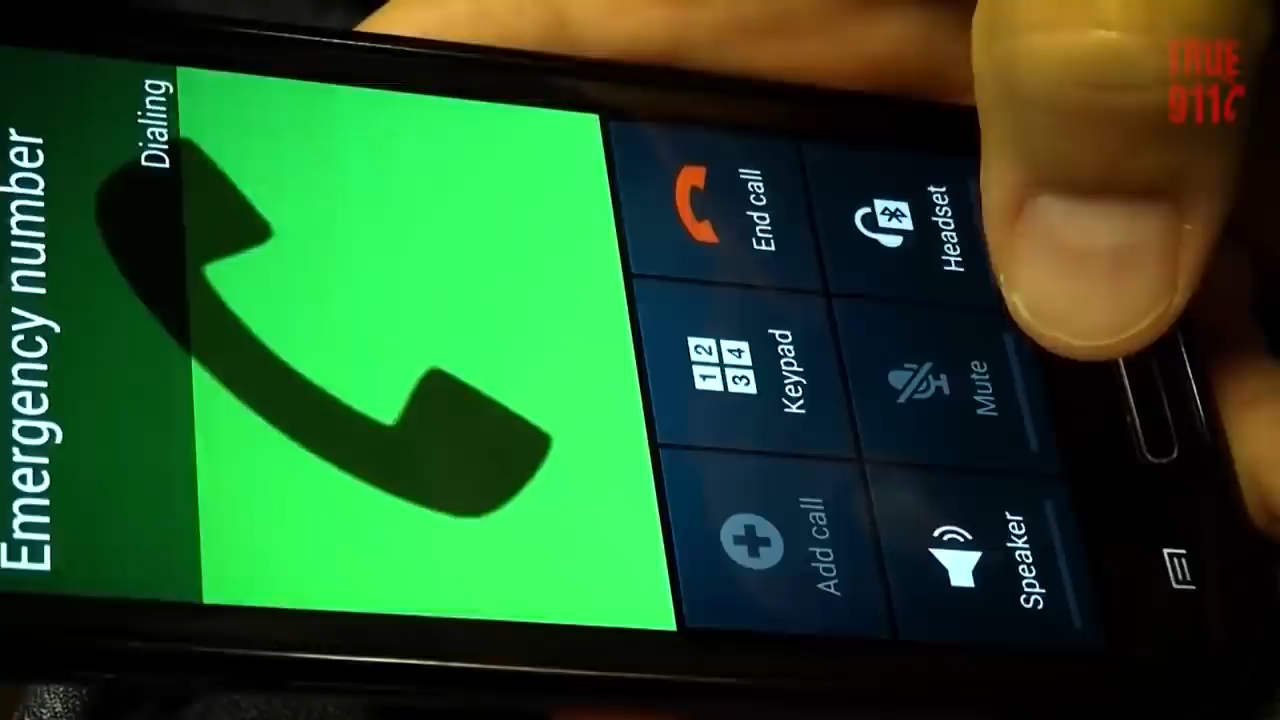 Emergency number
Dialing
Add call
1 2
3 4
Keypad
End call
Speaker
Mute
Headset
TRUE
911